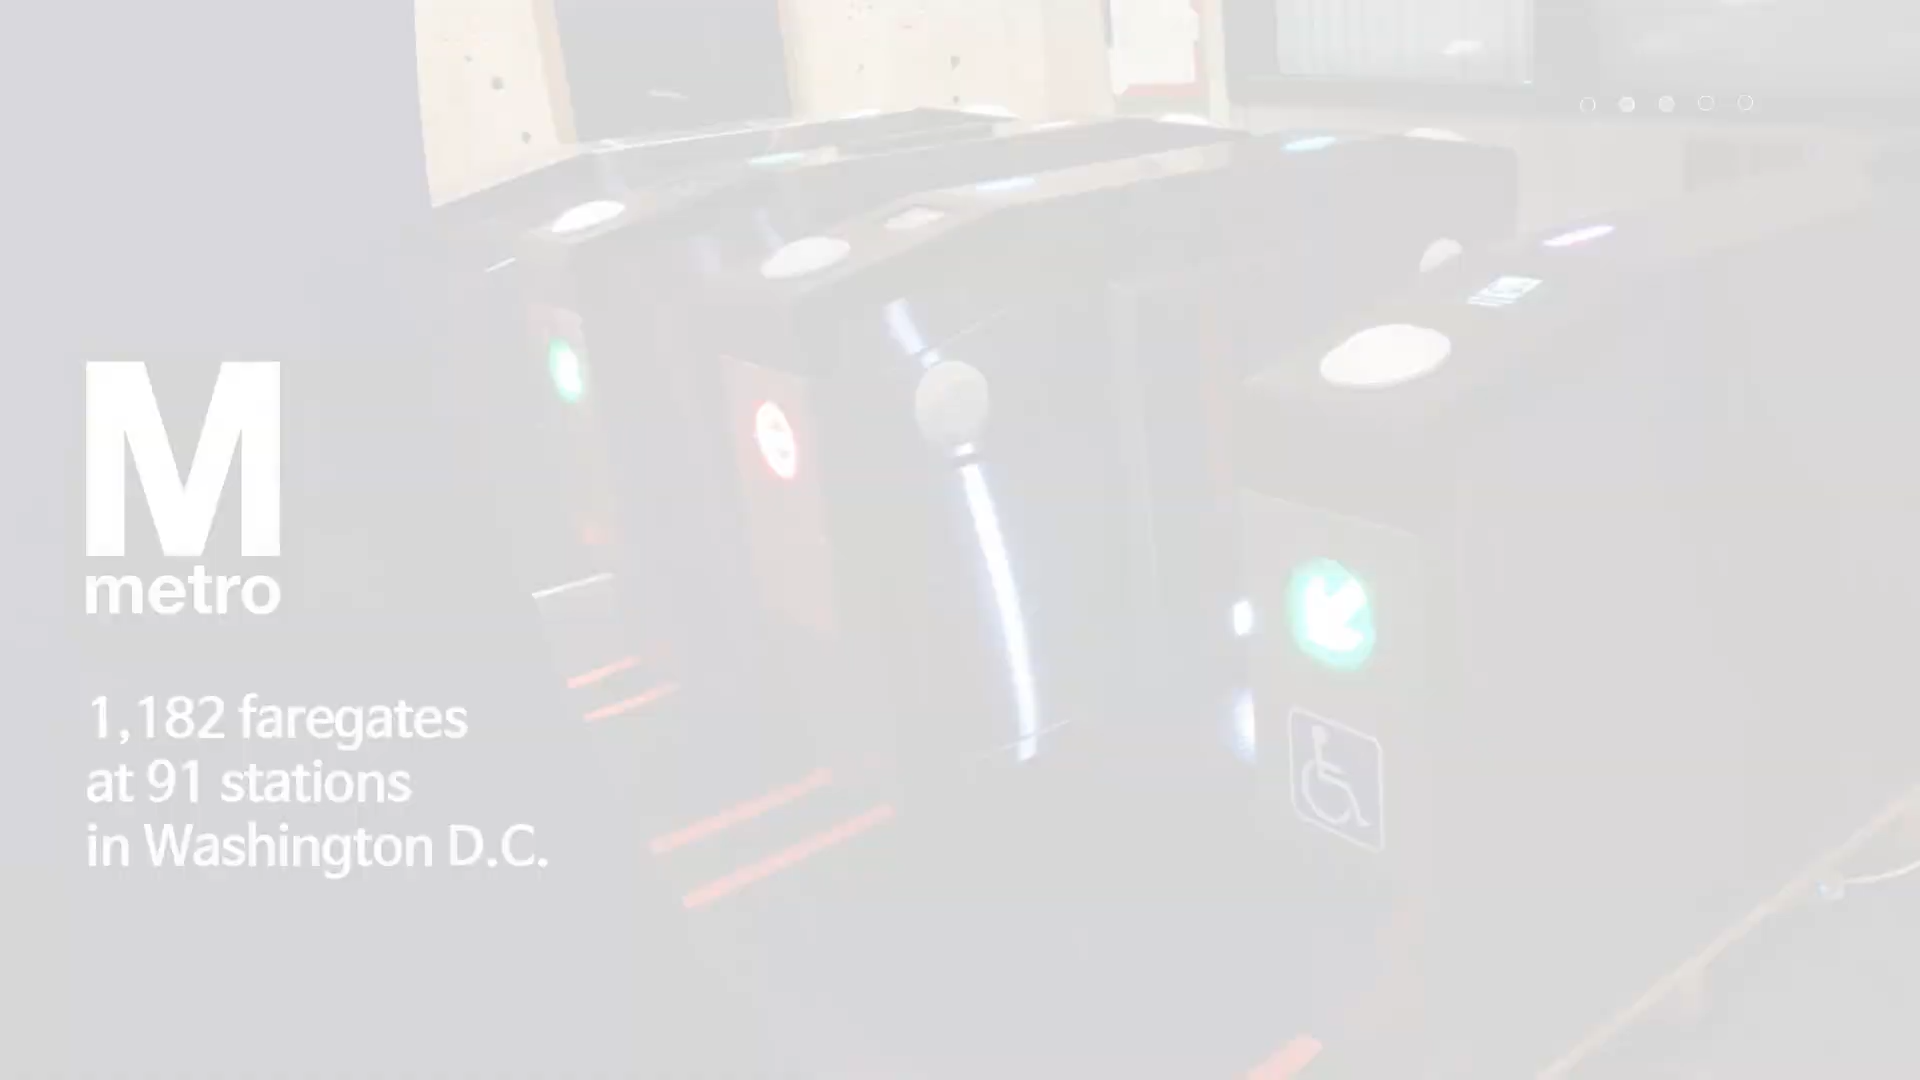 M
metro
1,182 faregates
at 91 stations
in Washington D.C.